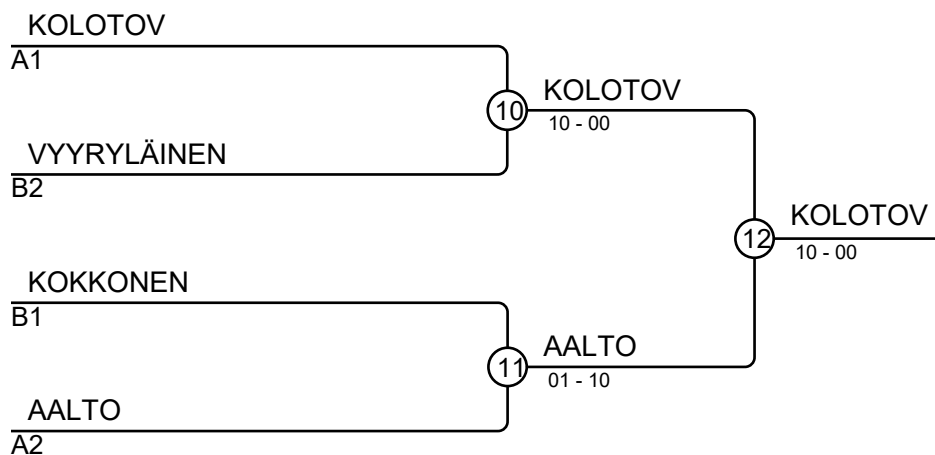 KOLOTOV
A1
10
KOLOTOV
10 - 00
VYYRYLÄINEN
B2
12
KOLOTOV
10 - 00
KOKKONEN
B1
11
AALTO
01 - 10
AALTO
A2